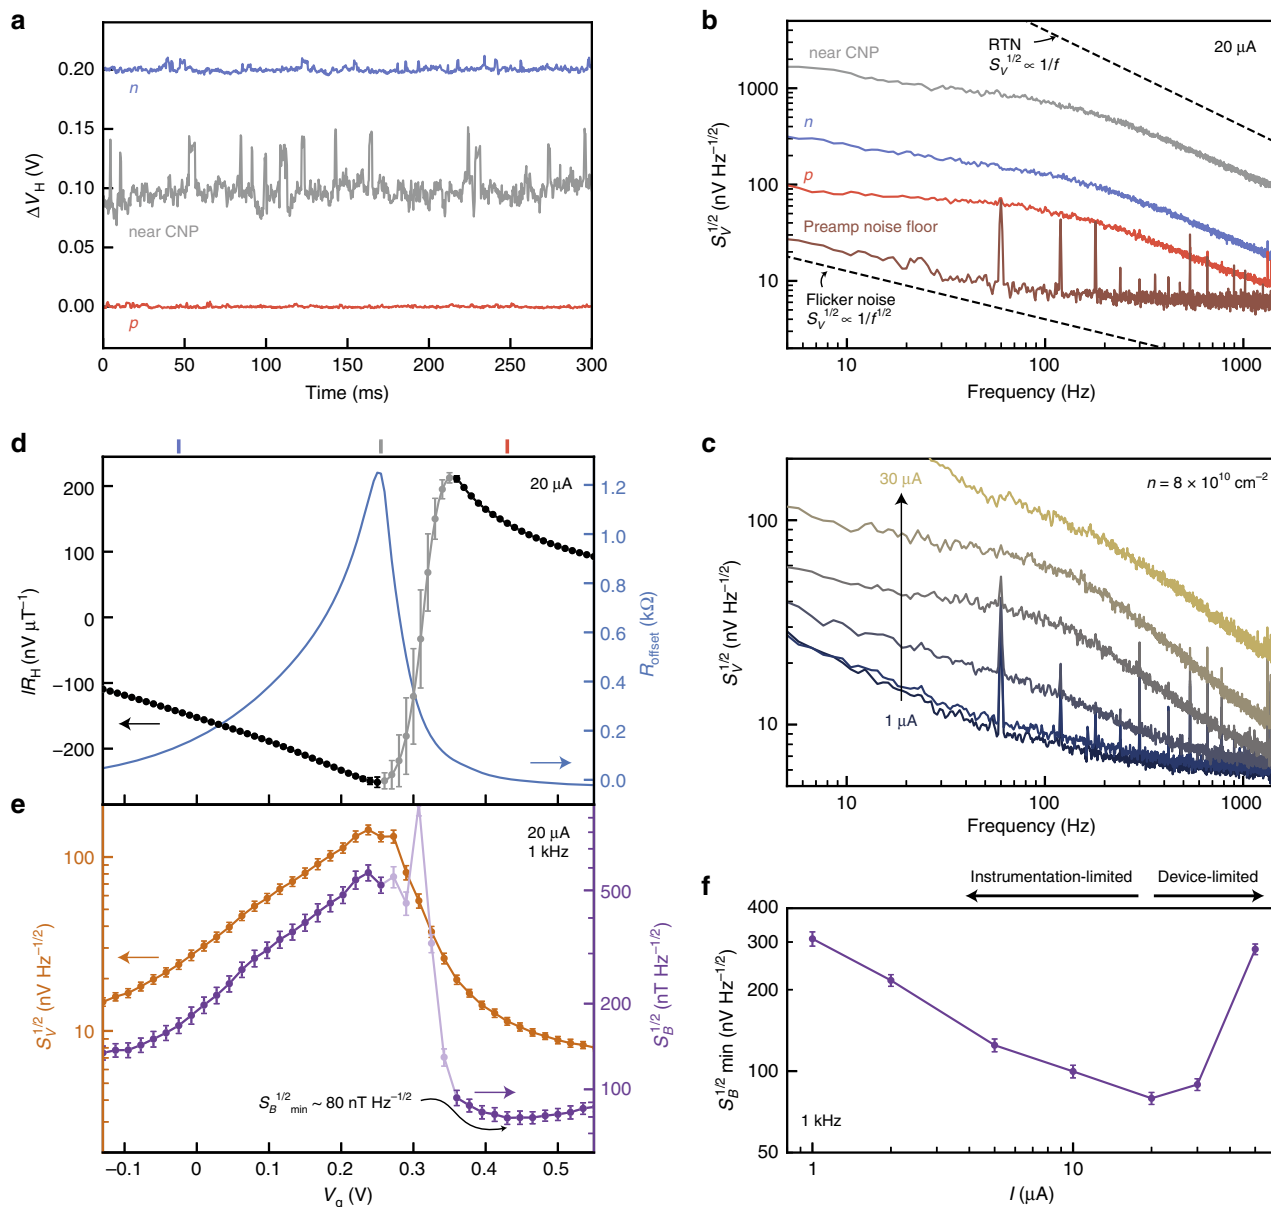 a
0.20
0.15
0.10
0.05
0.00
ΔV_H (V)
n
near CNP
p
0
50
100
150
200
250
300
Time (ms)
b
1000
100
10
S_V^1/2 (nV Hz^−1/2)
near CNP
n
p
Preamp noise floor
RTN
S_V^1/2 ∝ 1/f
20 µA
Flicker noise
S_V^1/2 ∝ 1/f^1/2
10
100
1000
Frequency (Hz)
d
200
100
0
−100
−200
IR_H (nV µT^−1)
20 µA
1.2
1.0
0.8
0.6
0.4
0.2
0.0
R_offset (kΩ)
c
100
10
S_V^1/2 (nV Hz^−1/2)
30 µA
1 µA
n = 8 × 10^10 cm^−2
10
100
1000
Frequency (Hz)
e
100
10
S_V^1/2 (nV Hz^−1/2)
20 µA
1 kHz
500
200
100
S_B^1/2 (nT Hz^−1/2)
S_B^1/2 min ~ 80 nT Hz^−1/2
−0.1
0
0.1
0.2
0.3
0.4
0.5
V_g (V)
f
Instrumentation-limited
Device-limited
400
300
200
100
50
S_B^1/2 min (nV Hz^−1/2)
1 kHz
1
10
I (µA)